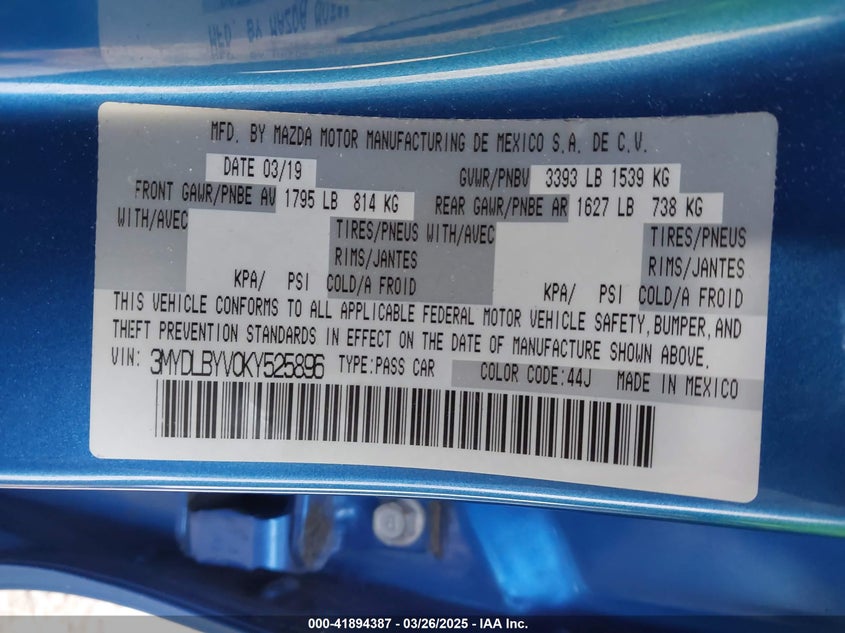 MFD. BY MAZDA MOTOR MANUFACTURING DE MEXICO S.A. DE C.V.
DATE 03/19 GVWR/PNBV 3393 LB 1539 KG
FRONT GAWR/PNBE AV 1795 LB 814 KG REAR GAWR/PNBE AR 1627 LB 738 KG
WITH/AVEC TIRES/PNEUS WITH/AVEC TIRES/PNEUS
RIMS/JANTES RIMS/JANTES
KPA/ PSI COLD/A FROID KPA/ PSI COLD/A FROID
THIS VEHICLE CONFORMS TO ALL APPLICABLE FEDERAL MOTOR VEHICLE SAFETY, BUMPER, AND
THEFT PREVENTION STANDARDS IN EFFECT ON THE DATE OF MANUFACTURE SHOWN ABOVE.
VIN: 3MYDLBYV0KY525896 TYPE:PASS CAR COLOR CODE:44J MADE IN MEXICO
000-41894387 - 03/26/2025 - IAA Inc.